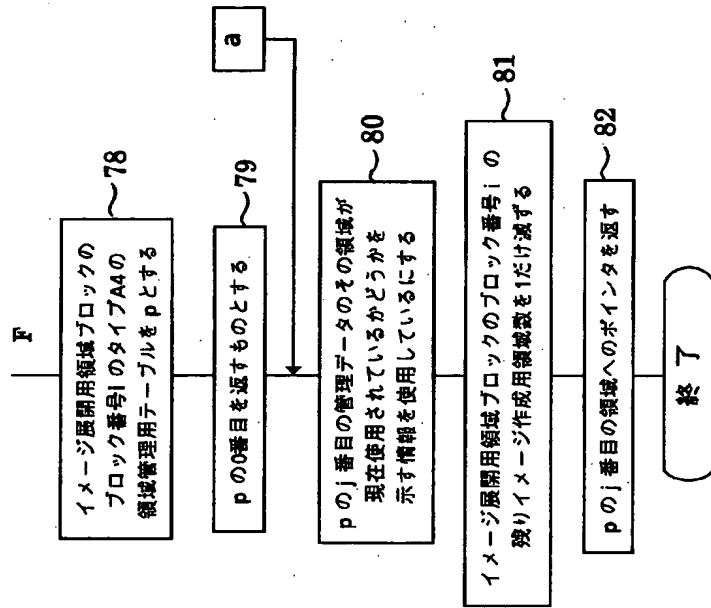 F
イメージ展開用領域ブロックの
ブロック番号iのタイプA4の
領域管理用テーブルをpとする
78
pの0番目を返すものとする
79
a
pのj番目の管理データのその領域が
現在使用されているかどうかを
示す情報を使用しているにする
80
イメージ展開用領域ブロックのブロック番号iの
残りイメージ作成用領域数を1だけ減ずる
81
pのj番目の領域へのポインタを返す
82
終了